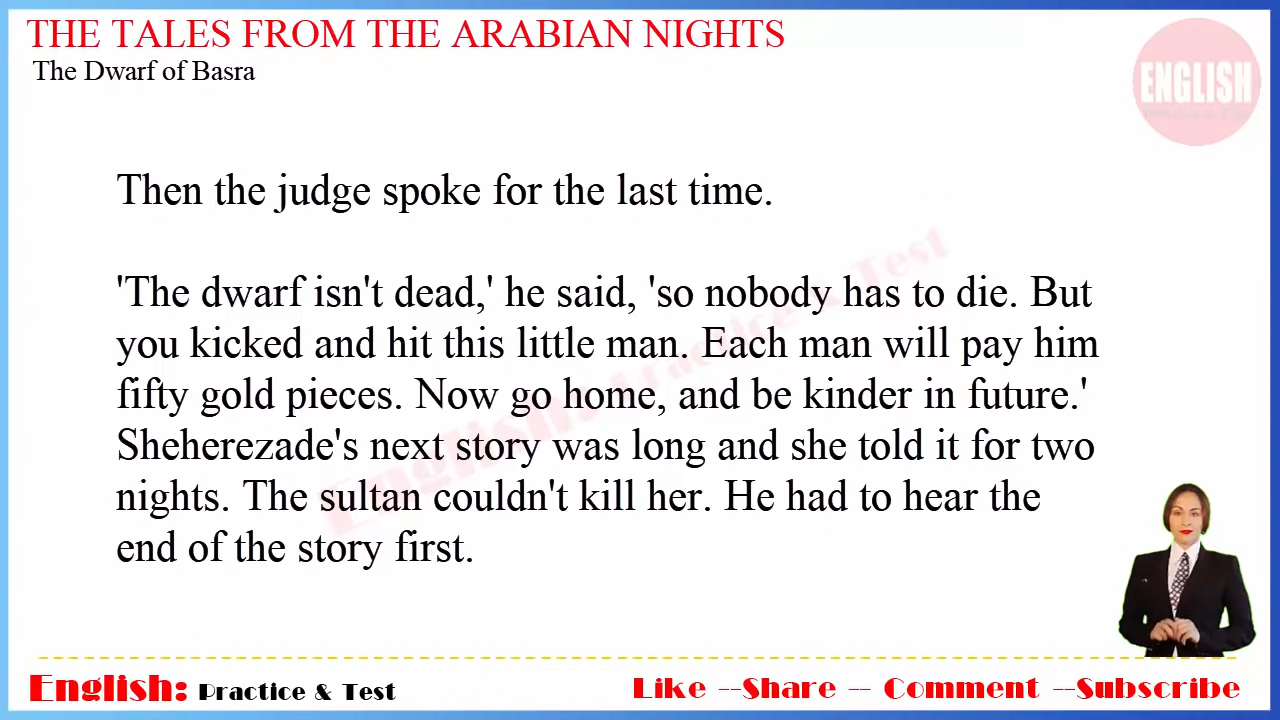 THE TALES FROM THE ARABIAN NIGHTS
The Dwarf of Basra
ENGLISH
Then the judge spoke for the last time.
'The dwarf isn't dead,' he said, 'so nobody has to die. But
you kicked and hit this little man. Each man will pay him
fifty gold pieces. Now go home, and be kinder in future.'
Sheherezade's next story was long and she told it for two
nights. The sultan couldn't kill her. He had to hear the
end of the story first.
English: Practice & Test
English: Practice & Test
Like --Share -- Comment --Subscribe